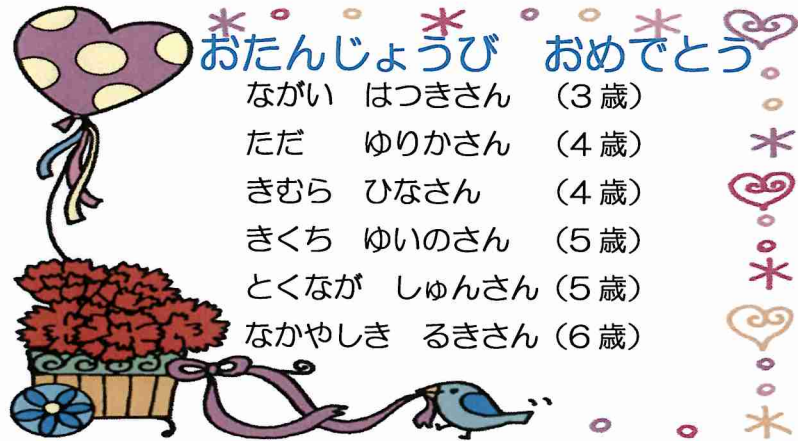 おたんじょうび　おめでとう
ながい　はつきさん　（3歳）
ただ　　ゆりかさん　（4歳）
きむら　ひなさん　　（4歳）
きくち　ゆいのさん　（5歳）
とくなが　しゅんさん（5歳）
なかやしき　るきさん（6歳）